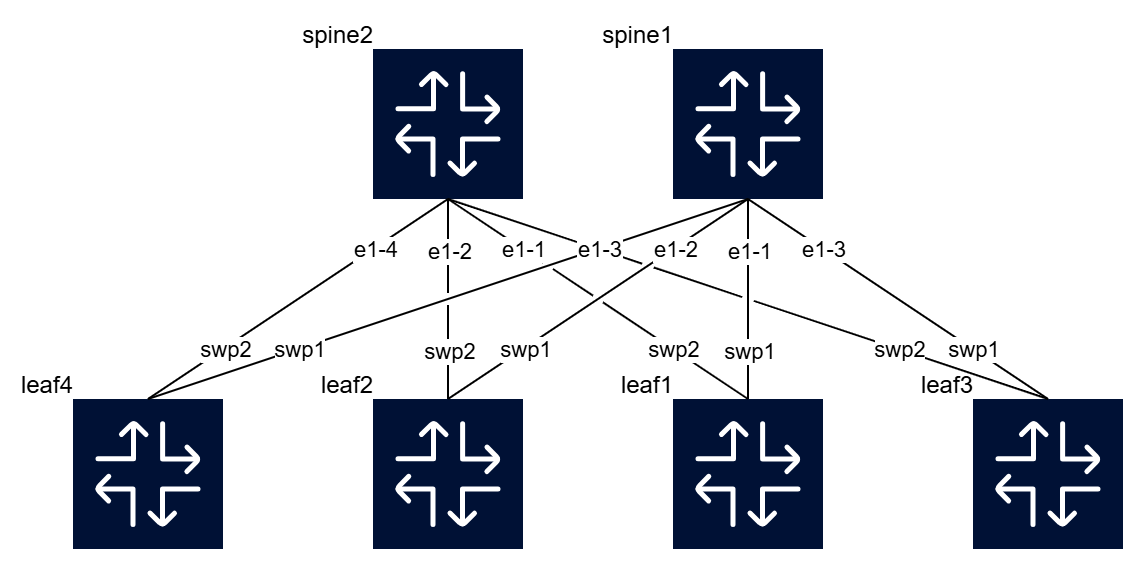 spine2
spine1
e1-4
e1-2
e1-1
e1-3
e1-2
e1-1
e1-3
swp2
swp1
swp2
swp1
swp2
swp1
swp2
swp1
leaf4
leaf2
leaf1
leaf3